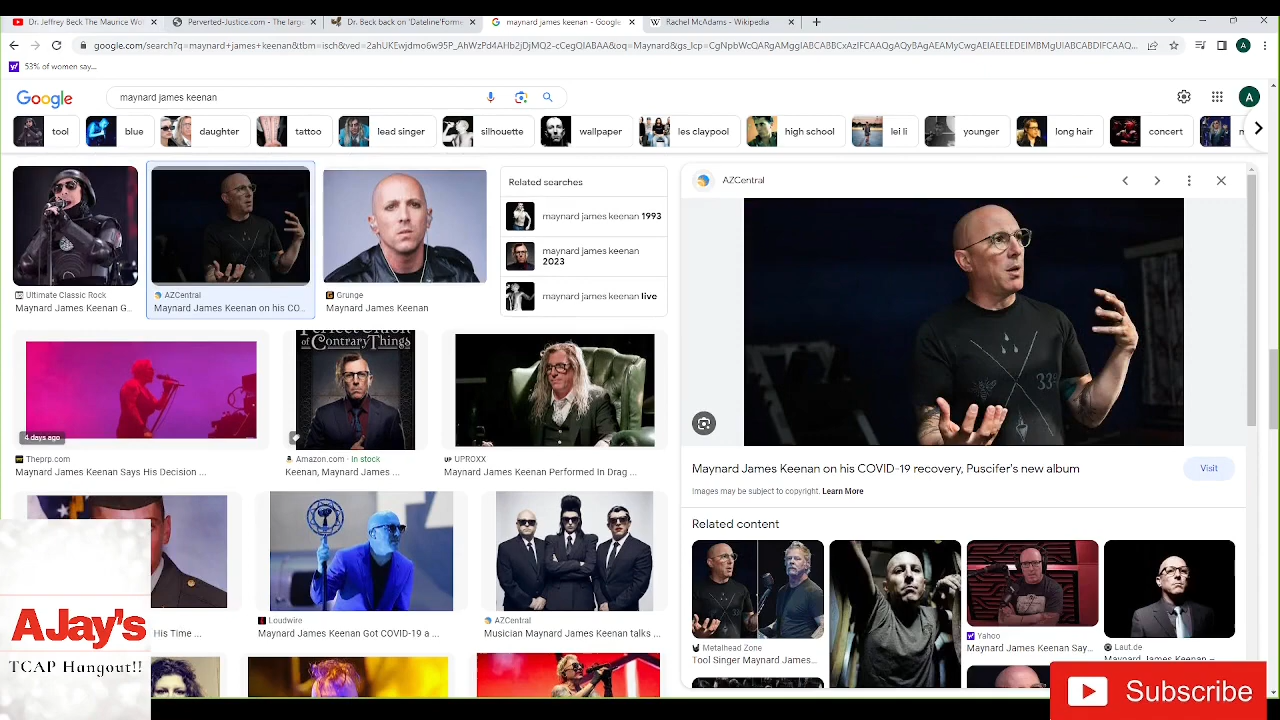 Dr. Jeffrey Beck The Maurice Wo
Perverted-Justice.com - The large
Dr. Beck back on 'Dateline'Forme
maynard james keenan - Google
Rachel McAdams - Wikipedia
53% of women say...
Google
maynard james keenan
A
tool
blue
daughter
tattoo
lead singer
silhouette
wallpaper
les claypool
high school
lei li
younger
long hair
concert
Ultimate Classic Rock
Maynard James Keenan G...
AZCentral
Maynard James Keenan on his CO...
Grunge
Maynard James Keenan
Related searches
maynard james keenan 1993
maynard james keenan
2023
maynard james keenan live
4 days ago
Theprp.com
Maynard James Keenan Says His Decision ...
of Contrary Things
Amazon.com · In stock
Keenan, Maynard James ...
UPROXX
Maynard James Keenan Performed In Drag ...
His Time ...
Loudwire
Maynard James Keenan Got COVID-19 a ...
AZCentral
Musician Maynard James Keenan talks ...
AZCentral
33
Maynard James Keenan on his COVID-19 recovery, Puscifer's new album
Visit
Images may be subject to copyright. Learn More
Related content
Metalhead Zone
Tool Singer Maynard James...
Yahoo
Maynard James Keenan Say...
Laut.de
Maynard James Keenan –
AJay's
TCAP Hangout!!
Subscribe